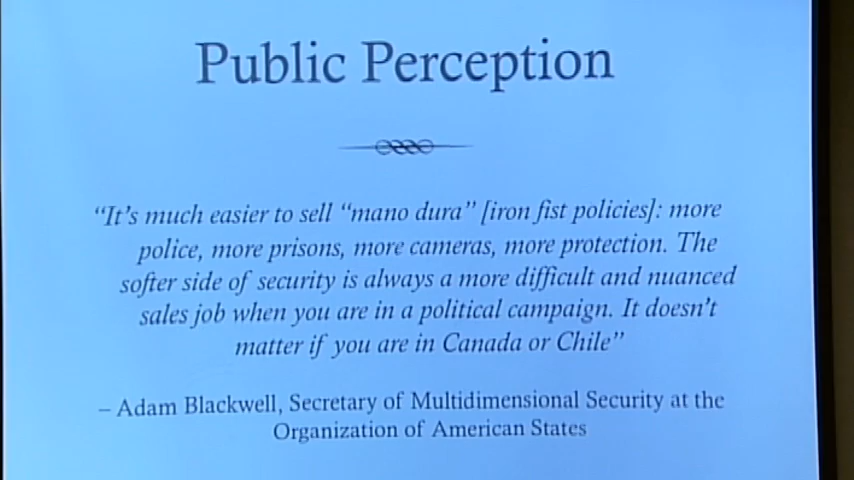 Public Perception
“It’s much easier to sell “mano dura” [iron fist policies]: more
police, more prisons, more cameras, more protection. The
softer side of security is always a more difficult and nuanced
sales job when you are in a political campaign. It doesn’t
matter if you are in Canada or Chile”
– Adam Blackwell, Secretary of Multidimensional Security at the
Organization of American States